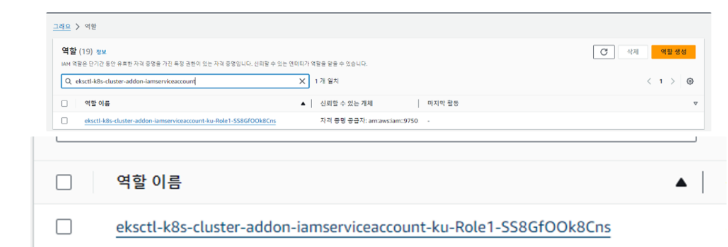 그래요 > 역할
역할 (19) 정보
IAM 역할은 단기간 동안 유효한 자격 증명을 가진 특정 권한이 있는 자격 증명입니다. 신뢰할 수 있는 엔터티가 역할을 맡을 수 있습니다.
삭제 역할 생성
eksctl-k8s-cluster-addon-iamserviceaccount 1개 일치 1
역할 이름 신뢰할 수 있는 개체 마지막 활동
eksctl-k8s-cluster-addon-iamserviceaccount-ku-Role1-SS8GfOOk8Cns 자격 증명 공급자: arn:aws:iam::9750 -
역할 이름
eksctl-k8s-cluster-addon-iamserviceaccount-ku-Role1-SS8GfOOk8Cns